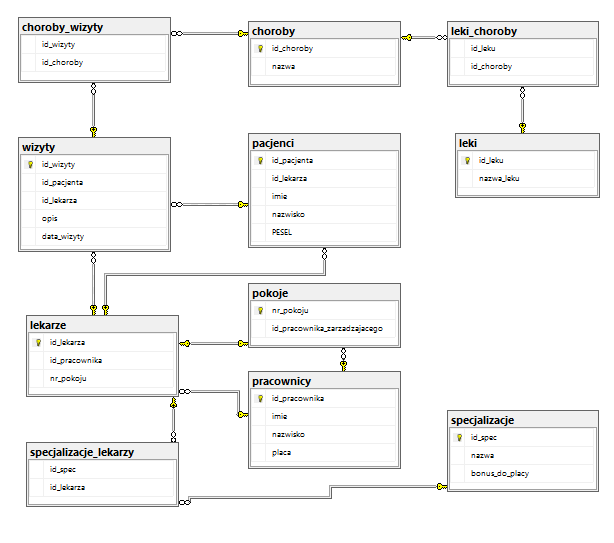 choroby_wizyty
id_wizyty
id_choroby
choroby
id_choroby
nazwa
leki_choroby
id_leku
id_choroby
wizyty
id_wizyty
id_pacjenta
id_lekarza
opis
data_wizyty
pacjenci
id_pacjenta
id_lekarza
imie
nazwisko
PESEL
leki
id_leku
nazwa_leku
lekarze
id_lekarza
id_pracownika
nr_pokoju
pokoje
nr_pokoju
id_pracownika_zarzadzajacego
pracownicy
id_pracownika
imie
nazwisko
placa
specjalizacje_lekarzy
id_spec
id_lekarza
specjalizacje
id_spec
nazwa
bonus_do_placy